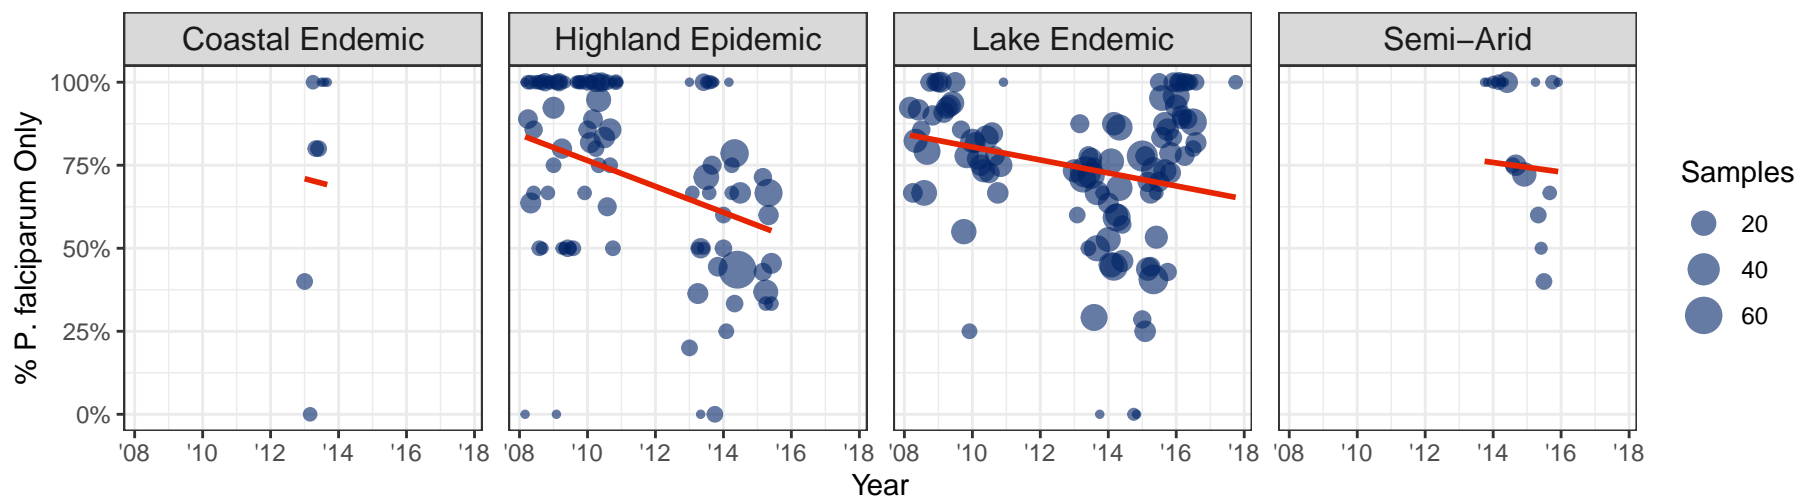 Coastal Endemic
Highland Epidemic
Lake Endemic
Semi−Arid
% P. falciparum Only
100%
75%
50%
25%
0%
'08 '10 '12 '14 '16 '18
'08 '10 '12 '14 '16 '18
'08 '10 '12 '14 '16 '18
'08 '10 '12 '14 '16 '18
Year
Samples
20
40
60